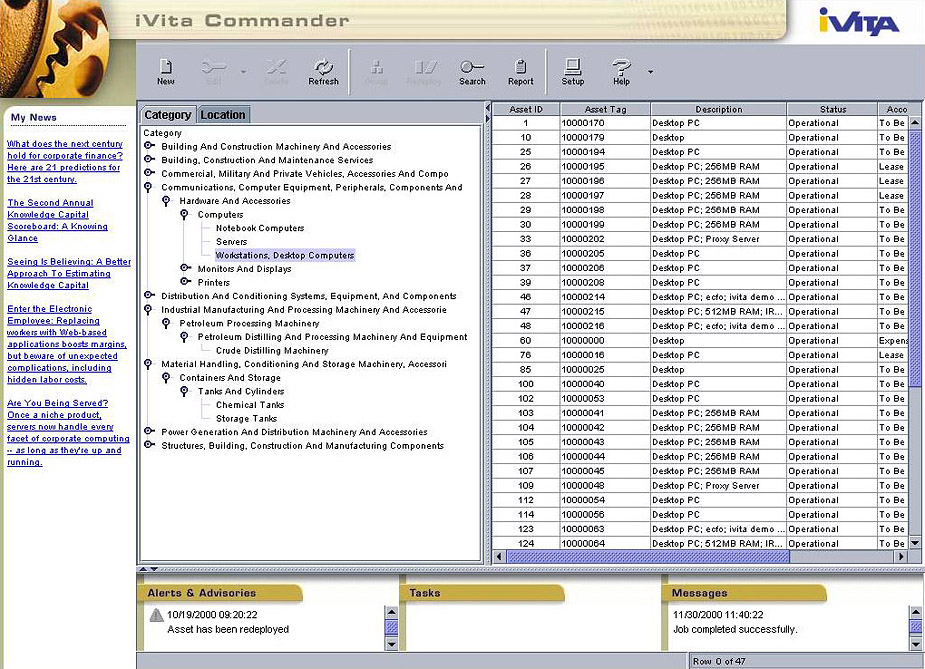 iVita Commander
iVITA
New
Refresh
Search
Report
Setup
Help
My News
What does the next century
hold for corporate finance?
Here are 21 predictions for
the 21st century.
The Second Annual
Knowledge Capital
Scoreboard: A Knowing
Glance
Seeing Is Believing: A Better
Approach To Estimating
Knowledge Capital
Enter the Electronic
Employee: Replacing
workers with Web-based
applications boosts margins,
but beware of unexpected
complications, including
hidden labor costs.
Are You Being Served?
Once a niche product,
servers now handle every
facet of corporate computing
-- as long as they're up and
running.
Category Location
Category
Building And Construction Machinery And Accessories
Building, Construction And Maintenance Services
Commercial, Military And Private Vehicles, Accessories And Compo
Communications, Computer Equipment, Peripherals, Components And
Hardware And Accessories
Computers
Notebook Computers
Servers
Workstations, Desktop Computers
Monitors And Displays
Printers
Distribution And Conditioning Systems, Equipment, And Components
Industrial Manufacturing And Processing Machinery And Accessorie
Petroleum Processing Machinery
Petroleum Distilling And Processing Machinery And Equipment
Crude Distilling Machinery
Material Handling, Conditioning And Storage Machinery, Accessori
Containers And Storage
Tanks And Cylinders
Chemical Tanks
Storage Tanks
Power Generation And Distribution Machinery And Accessories
Structures, Building, Construction And Manufacturing Components
Asset ID Asset Tag Description Status Acco
1 10000170 Desktop PC Operational To Be
10 10000179 Desktop Operational To Be
25 10000194 Desktop PC Operational To Be
26 10000195 Desktop PC; 256MB RAM Operational Lease
27 10000196 Desktop PC; 256MB RAM Operational Lease
28 10000197 Desktop PC; 256MB RAM Operational Lease
29 10000198 Desktop PC; 256MB RAM Operational To Be
30 10000199 Desktop PC; 256MB RAM Operational To Be
33 10000202 Desktop PC; Proxy Server Operational To Be
36 10000205 Desktop PC Operational To Be
37 10000206 Desktop PC Operational To Be
39 10000208 Desktop PC Operational To Be
46 10000214 Desktop PC; ecfo; ivita demo ... Operational To Be
47 10000215 Desktop PC; 512MB RAM; IR... Operational To Be
48 10000216 Desktop PC; ecfo; ivita demo ... Operational To Be
60 10000000 Desktop Operational Expens
76 10000016 Desktop PC Operational Lease
85 10000025 Desktop Operational To Be
100 10000040 Desktop PC Operational To Be
102 10000053 Desktop PC Operational To Be
103 10000041 Desktop PC; 256MB RAM Operational To Be
104 10000042 Desktop PC; 256MB RAM Operational To Be
105 10000043 Desktop PC; 256MB RAM Operational To Be
106 10000044 Desktop PC; 256MB RAM Operational To Be
107 10000045 Desktop PC; 256MB RAM Operational To Be
109 10000048 Desktop PC; Proxy Server Operational To Be
112 10000054 Desktop PC Operational To Be
114 10000056 Desktop PC Operational To Be
123 10000063 Desktop PC; ecfo; ivita demo ... Operational To Be
124 10000064 Desktop PC; 512MB RAM; IR... Operational To Be
Alerts & Advisories
10/19/2000 09:20:22
Asset has been redeployed
Tasks
Messages
11/30/2000 11:40:22
Job completed successfully.
Row 0 of 47